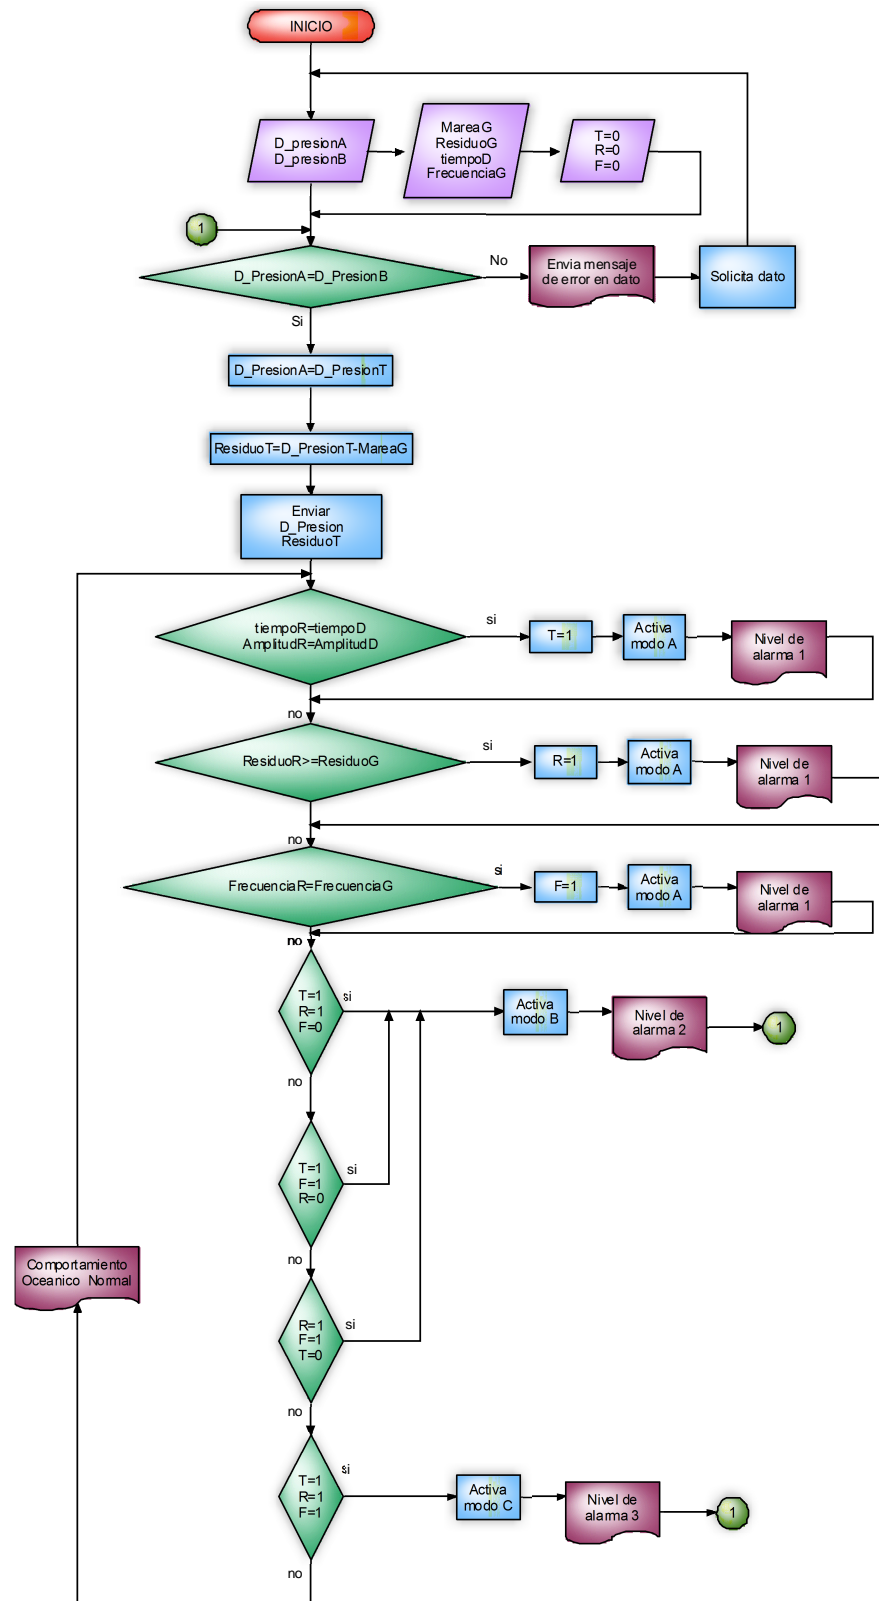 INICIO
D_presionA
D_presionB
MareaG
ResiduoG
tiempoD
FrecuenciaG
T=0
R=0
F=0
1
D_PresionA=D_PresionB
No
Envia mensaje
de error en dato
Solicita dato
Si
D_PresionA=D_PresionT
ResiduoT=D_PresionT-MareaG
Enviar
D_Presion
ResiduoT
tiempoR=tiempoD
AmplitudR=AmplitudD
si
T=1
Activa
modo A
Nivel de
alarma 1
no
ResiduoR>=ResiduoG
si
R=1
Activa
modo A
Nivel de
alarma 1
no
FrecuenciaR=FrecuenciaG
si
F=1
Activa
modo A
Nivel de
alarma 1
no
T=1
R=1
F=0
si
Activa
modo B
Nivel de
alarma 2
1
no
T=1
F=1
R=0
si
no
Comportamiento
Oceanico Normal
R=1
F=1
T=0
si
no
T=1
R=1
F=1
si
Activa
modo C
Nivel de
alarma 3
1
no